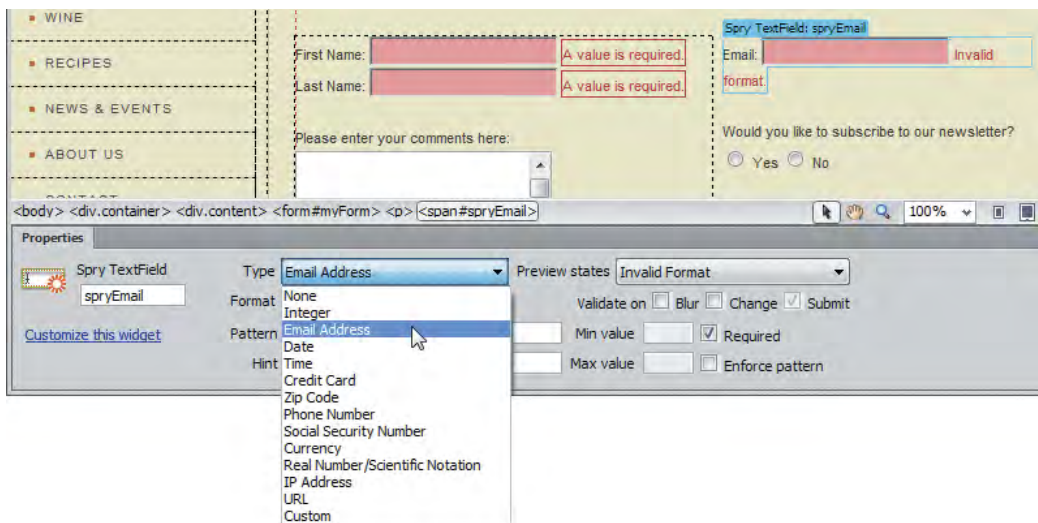 WINE
RECIPES
NEWS & EVENTS
ABOUT US
First Name: A value is required.
Last Name: A value is required.
Please enter your comments here:
Spry TextField: spryEmail
Email: Invalid
format.
Would you like to subscribe to our newsletter?
Yes No
<body> <div.container> <div.content> <form#myForm> <p> <span#spryEmail> 100%
Properties
Spry TextField
spryEmail
Customize this widget
Type Email Address Preview states Invalid Format
Format Validate on Blur Change Submit
Pattern Min value Required
Hint Max value Enforce pattern
None
Integer
Email Address
Date
Time
Credit Card
Zip Code
Phone Number
Social Security Number
Currency
Real Number/Scientific Notation
IP Address
URL
Custom